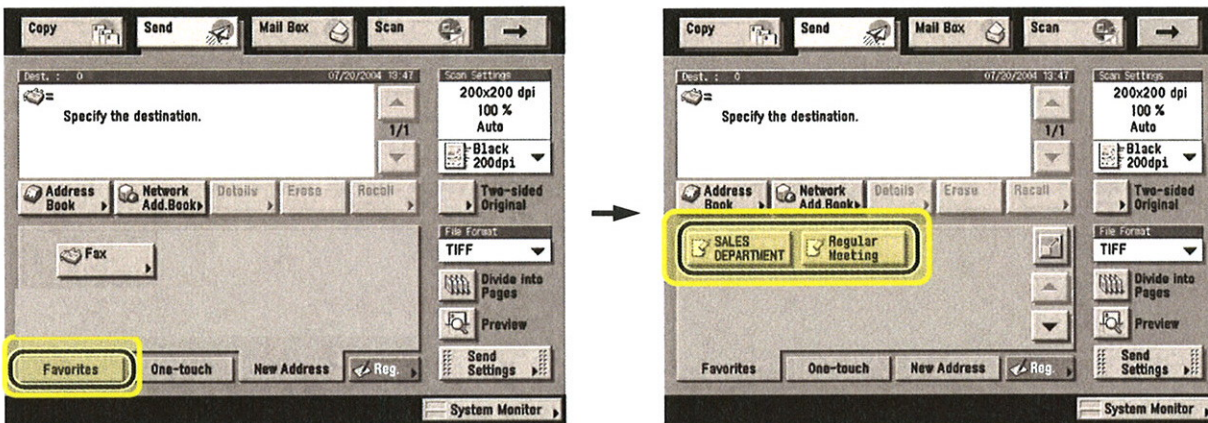 Copy
Send
Mail Box
Scan
Dest. : 0
07/20/2004 13:47
Scan Settings
Specify the destination.
200x200 dpi
100 %
Auto
1/1
Black
200dpi
Address
Book
Network
Add.Book
Details
Erase
Recall
Two-sided
Original
Fax
File Format
TIFF
Divide into
Pages
Preview
Favorites
One-touch
New Address
Reg.
Send
Settings
System Monitor
Copy
Send
Mail Box
Scan
Dest. : 0
07/20/2004 13:47
Scan Settings
Specify the destination.
200x200 dpi
100 %
Auto
1/1
Black
200dpi
Address
Book
Network
Add.Book
Details
Erase
Recall
Two-sided
Original
SALES
DEPARTMENT
Regular
Meeting
File Format
TIFF
Divide into
Pages
Preview
Favorites
One-touch
New Address
Reg.
Send
Settings
System Monitor